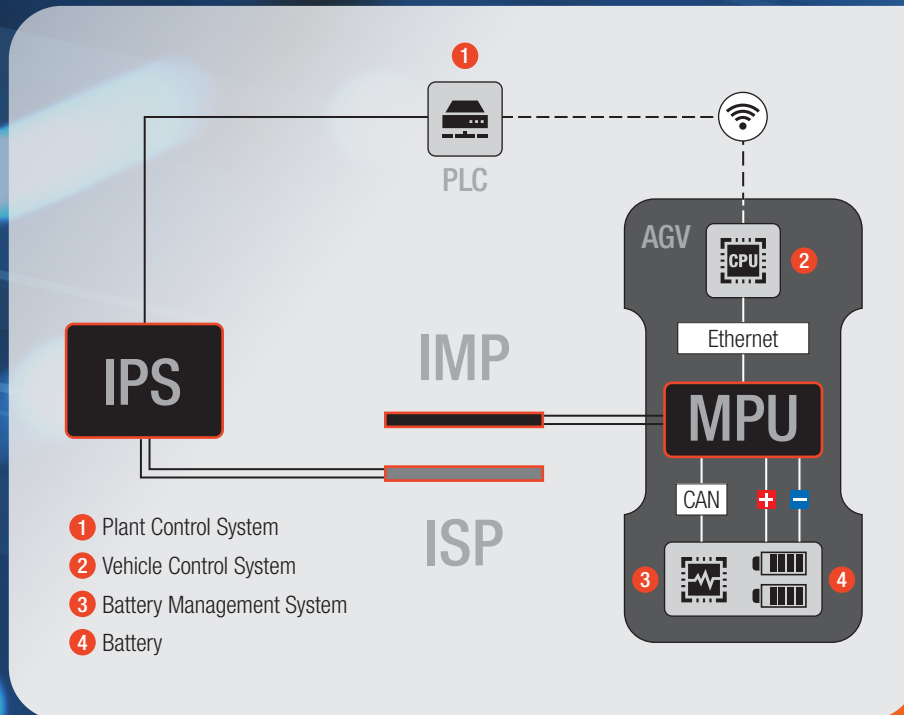 1
PLC
AGV
CPU
2
Ethernet
IPS
IMP
MPU
CAN
+
−
ISP
3
4
1 Plant Control System
2 Vehicle Control System
3 Battery Management System
4 Battery